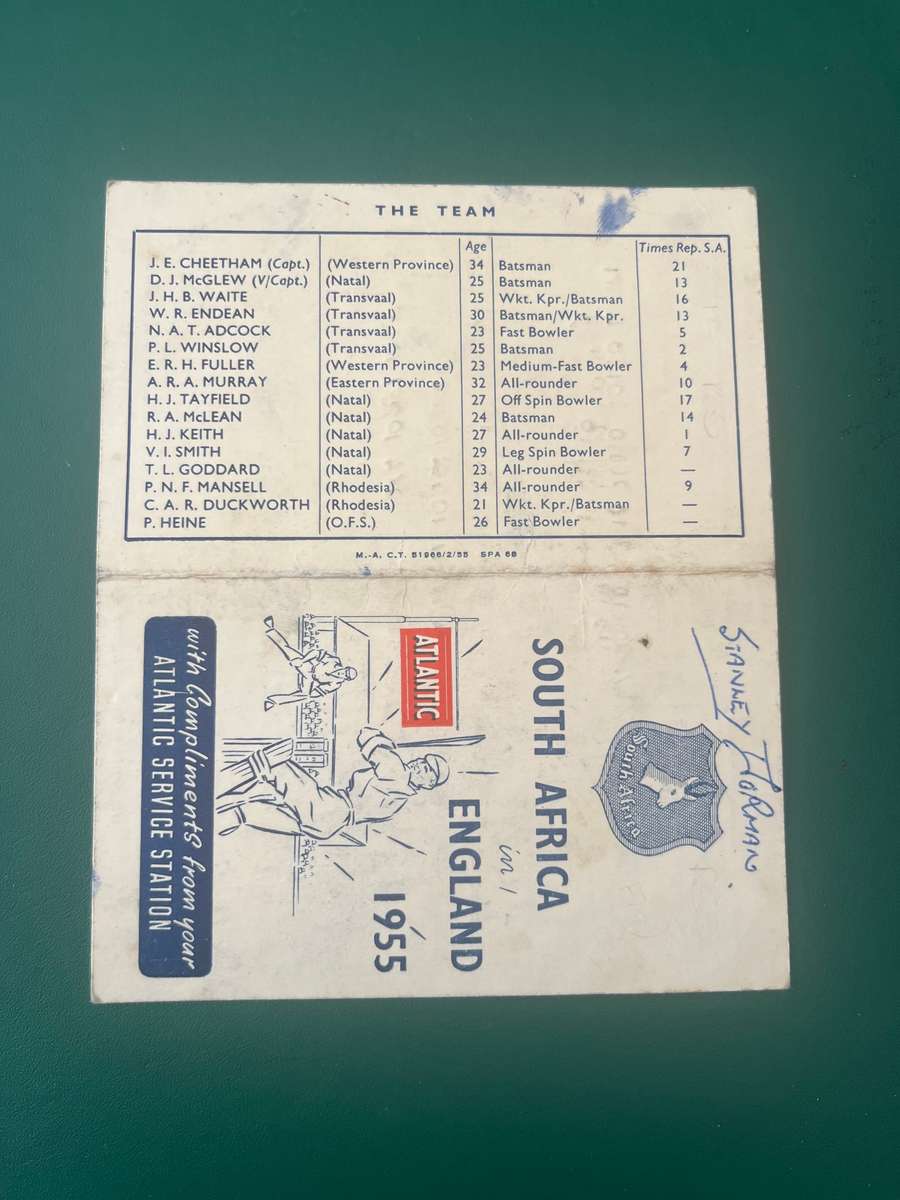 THE TEAM
Age Times Rep. S.A.
J. E. CHEETHAM (Capt.) (Western Province) 34 Batsman 21
D. J. McGLEW (V/Capt.) (Natal) 25 Batsman 13
J. H. B. WAITE (Transvaal) 25 Wkt. Kpr./Batsman 16
W. R. ENDEAN (Transvaal) 30 Batsman/Wkt. Kpr. 13
N. A. T. ADCOCK (Transvaal) 23 Fast Bowler 5
P. L. WINSLOW (Transvaal) 25 Batsman 2
E. R. H. FULLER (Western Province) 23 Medium-Fast Bowler 4
A. R. A. MURRAY (Eastern Province) 32 All-rounder 10
H. J. TAYFIELD (Natal) 27 Off Spin Bowler 17
R. A. McLEAN (Natal) 24 Batsman 14
H. J. KEITH (Natal) 27 All-rounder 1
V. I. SMITH (Natal) 29 Leg Spin Bowler 7
T. L. GODDARD (Natal) 23 All-rounder —
P. N. F. MANSELL (Rhodesia) 34 All-rounder 9
C. A. R. DUCKWORTH (Rhodesia) 21 Wkt. Kpr./Batsman —
P. HEINE (O.F.S.) 26 Fast Bowler —
M.-A. C.T. 51966/2/55 SPA 68
STANLEY TORMAN
South Africa
SOUTH AFRICA
in
ENGLAND
1955
ATLANTIC
with Compliments from your
ATLANTIC SERVICE STATION